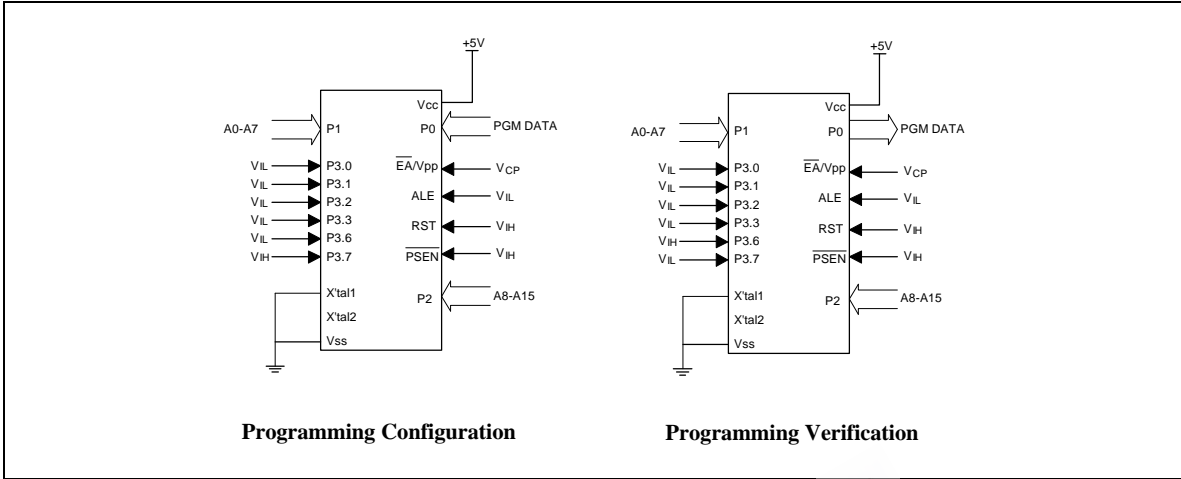 +5V
Vcc
A0-A7
P1
P0
PGM DATA
VIL
P3.0
EA/Vpp
VCP
VIL
P3.1
VIL
P3.2
ALE
VIL
VIL
P3.3
RST
VIH
VIL
P3.6
VIH
P3.7
PSEN
VIH
X'tal1
P2
A8-A15
X'tal2
Vss
Programming Configuration
+5V
Vcc
A0-A7
P1
P0
PGM DATA
VIL
P3.0
EA/Vpp
VCP
VIL
P3.1
VIL
P3.2
ALE
VIL
VIL
P3.3
RST
VIH
VIH
P3.6
VIL
P3.7
PSEN
VIH
X'tal1
P2
A8-A15
X'tal2
Vss
Programming Verification